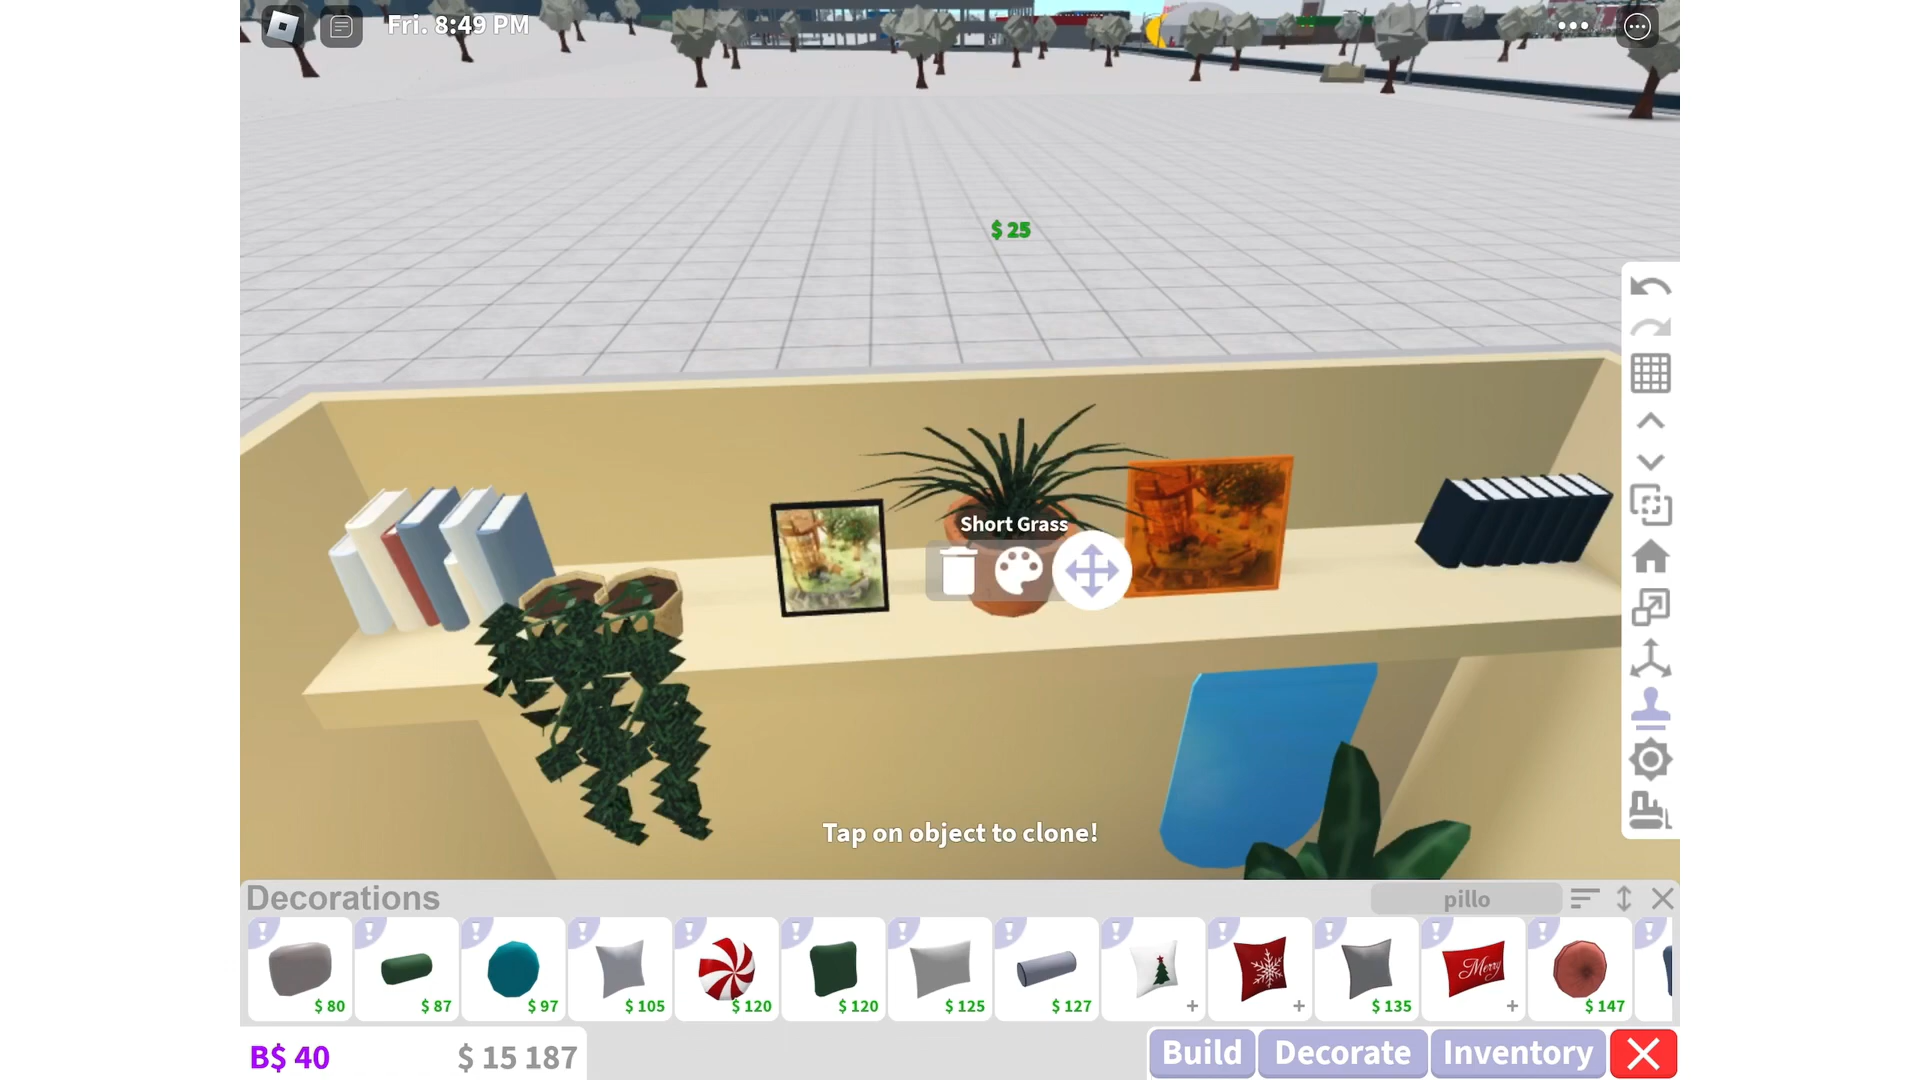 Fri. 8:49 PM
$ 25
Short Grass
Tap on object to clone!
Decorations
pillo
$ 80
$ 87
$ 97
$ 105
$ 120
$ 120
$ 125
$ 127
+
+
$ 135
Merry
+
$ 147
B$ 40
$ 15 187
Build
Decorate
Inventory